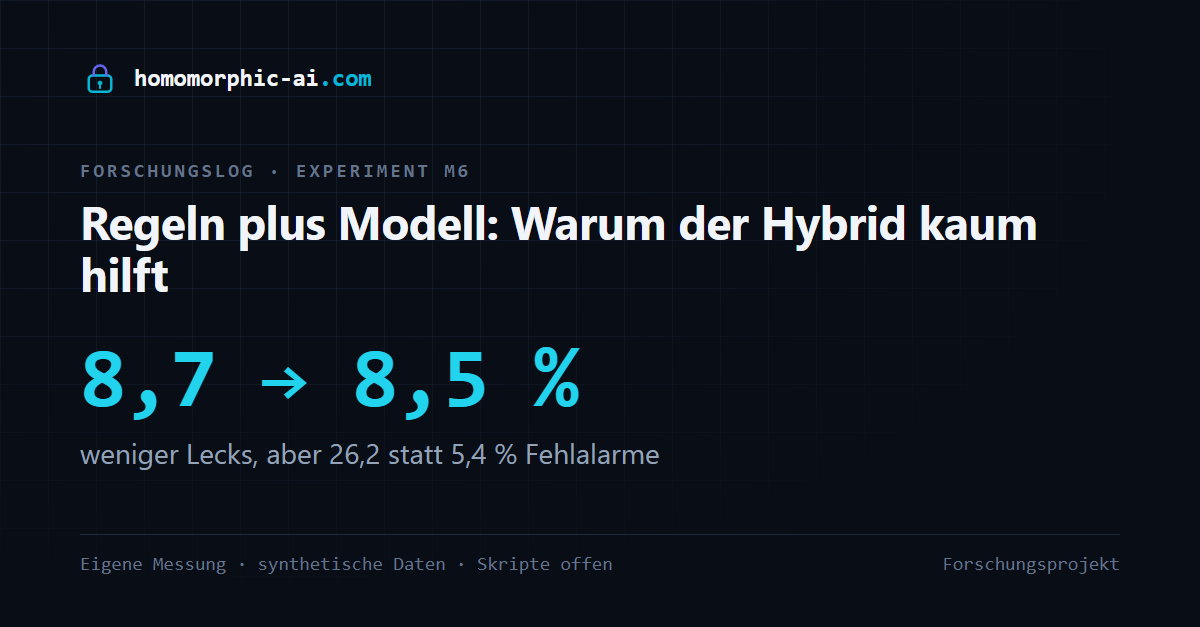 homomorphic-ai.com
FORSCHUNGSLOG · EXPERIMENT M6
Regeln plus Modell: Warum der Hybrid kaum
hilft
8,7 → 8,5 %
weniger Lecks, aber 26,2 statt 5,4 % Fehlalarme
Eigene Messung · synthetische Daten · Skripte offen
Forschungsprojekt